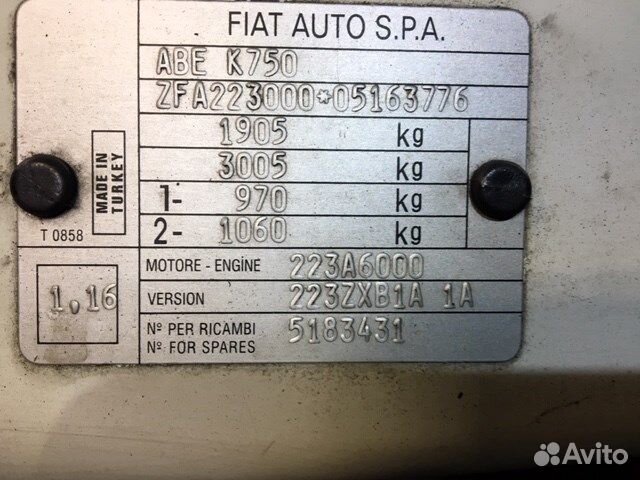 FIAT AUTO S.P.A.
ABE K750
ZFA223000*05163776
1905 kg
3005 kg
1- 970 kg
2- 1060 kg
MADE IN
TURKEY
T 0858
MOTORE - ENGINE 223A6000
1,16
VERSION 223ZXB1A 1A
Nº PER RICAMBI
Nº FOR SPARES
5183431
Avito